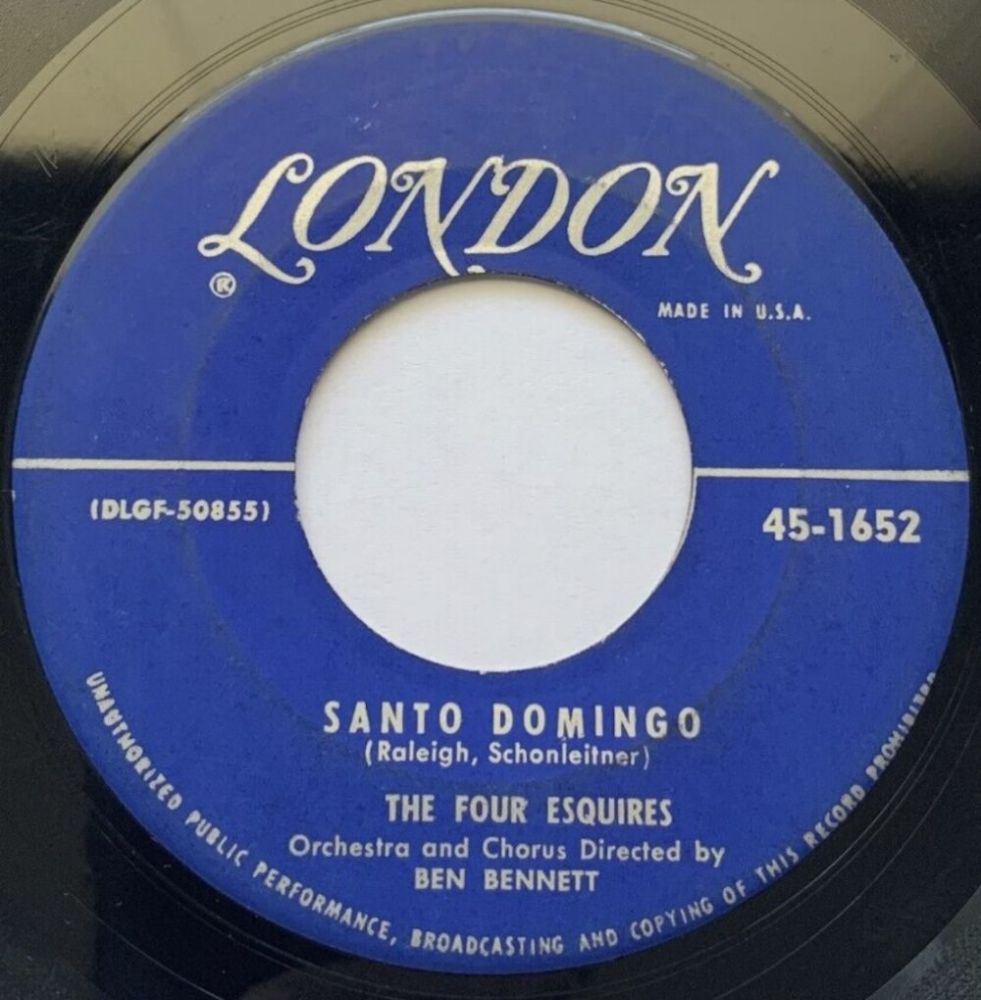 LONDON
®
MADE IN U.S.A.
(DLGF-50855)
45-1652
SANTO DOMINGO
(Raleigh, Schonleitner)
THE FOUR ESQUIRES
Orchestra and Chorus Directed by
BEN BENNETT
UNAUTHORIZED PUBLIC PERFORMANCE, BROADCASTING AND COPYING OF THIS RECORD PROHIBITED